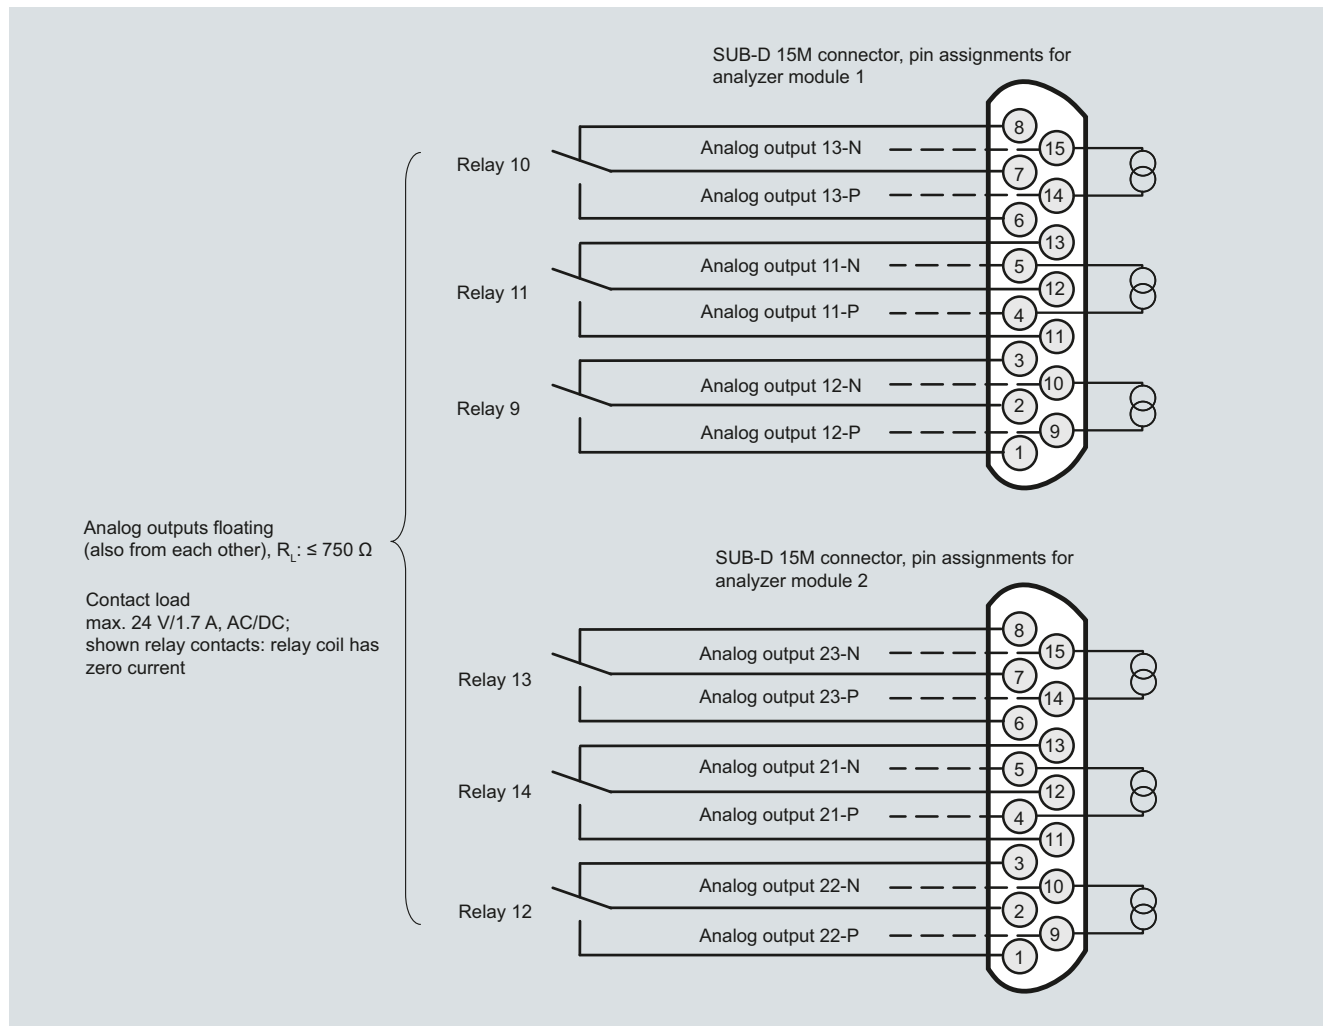 SUB-D 15M connector, pin assignments for
analyzer module 1
8
Analog output 13-N
15
Relay 10
7
Analog output 13-P
14
6
13
Analog output 11-N
5
Relay 11
12
Analog output 11-P
4
11
3
Analog output 12-N
10
Relay 9
2
Analog output 12-P
9
1
Analog outputs floating
(also from each other), RL: ≤ 750 Ω
Contact load
max. 24 V/1.7 A, AC/DC;
shown relay contacts: relay coil has
zero current
SUB-D 15M connector, pin assignments for
analyzer module 2
8
Analog output 23-N
15
Relay 13
7
Analog output 23-P
14
6
13
Analog output 21-N
5
Relay 14
12
Analog output 21-P
4
11
3
Analog output 22-N
10
Relay 12
2
Analog output 22-P
9
1